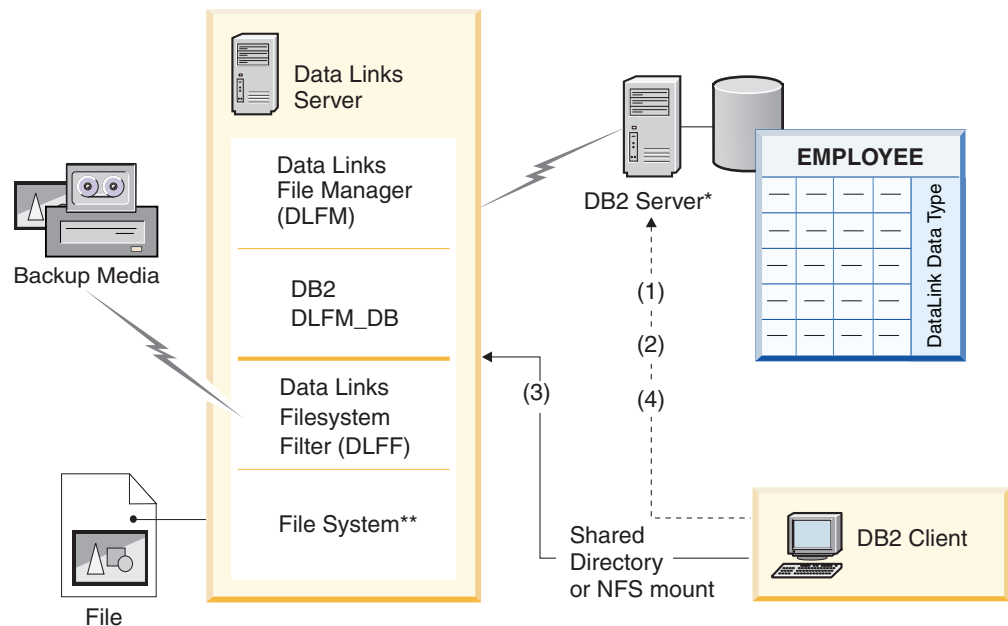 Data Links
Server
Data Links
File Manager
(DLFM)
DB2
DLFM_DB
Data Links
Filesystem
Filter (DLFF)
File System**
Backup Media
File
DB2 Server*
EMPLOYEE
DataLink Data Type
(1)
(2)
(3)
(4)
Shared
Directory
or NFS mount
DB2 Client